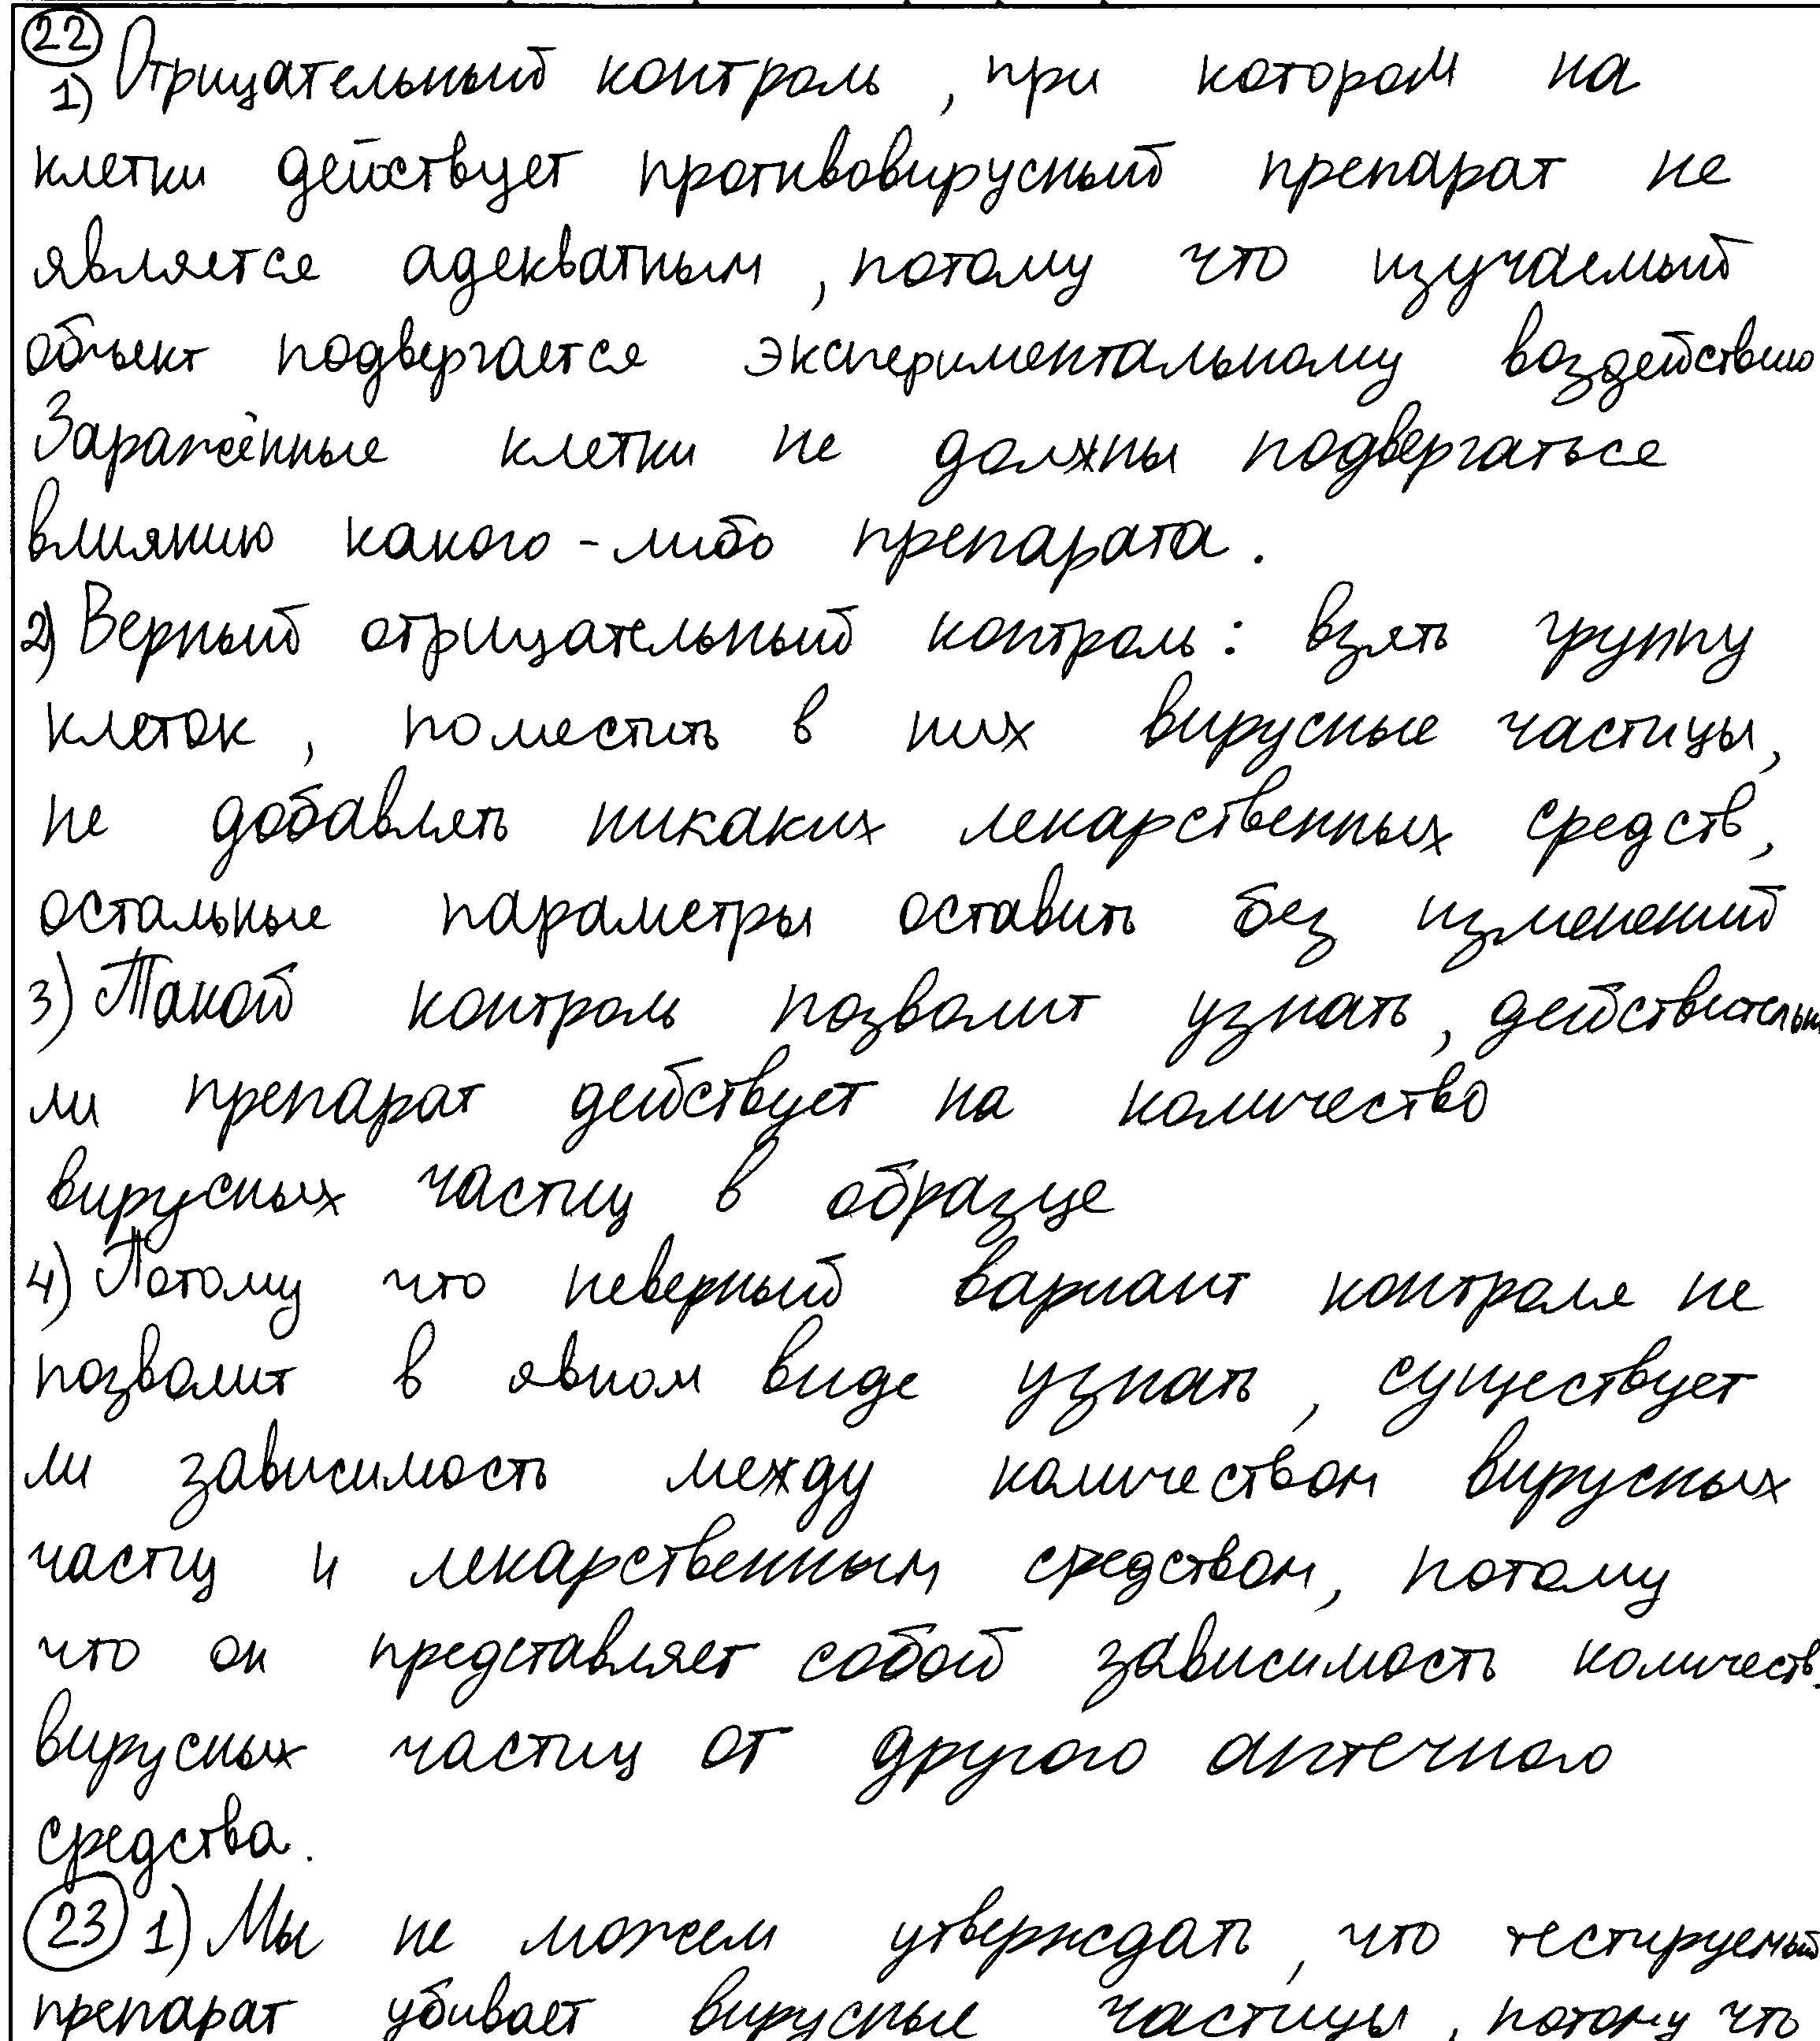 22
1) Отрицательный контроль, при котором на
клетки действует противовирусный препарат не
является адекватным, потому что изучаемый
объект подвергается экспериментальному воздействию
Заражённые клетки не должны подвергаться
влиянию какого-либо препарата.
2) Верный отрицательный контроль: взять группу
клеток, поместить в них вирусные частицы,
не добавлять никаких лекарственных средств,
остальные параметры оставить без изменений
3) Такой контроль позволит узнать, действительн
ли препарат действует на количество
вирусных частиц в образце
4) Потому что неверный вариант контроля не
позволит в явном виде узнать, существует
ли зависимость между количеством вирусных
частиц и лекарственным средством, потому
что он представляет собой зависимость количеств
вирусных частиц от другого аптечного
средства.
23 1) Мы не можем утверждать, что тестируемый
препарат убивает вирусные частицы, потому что